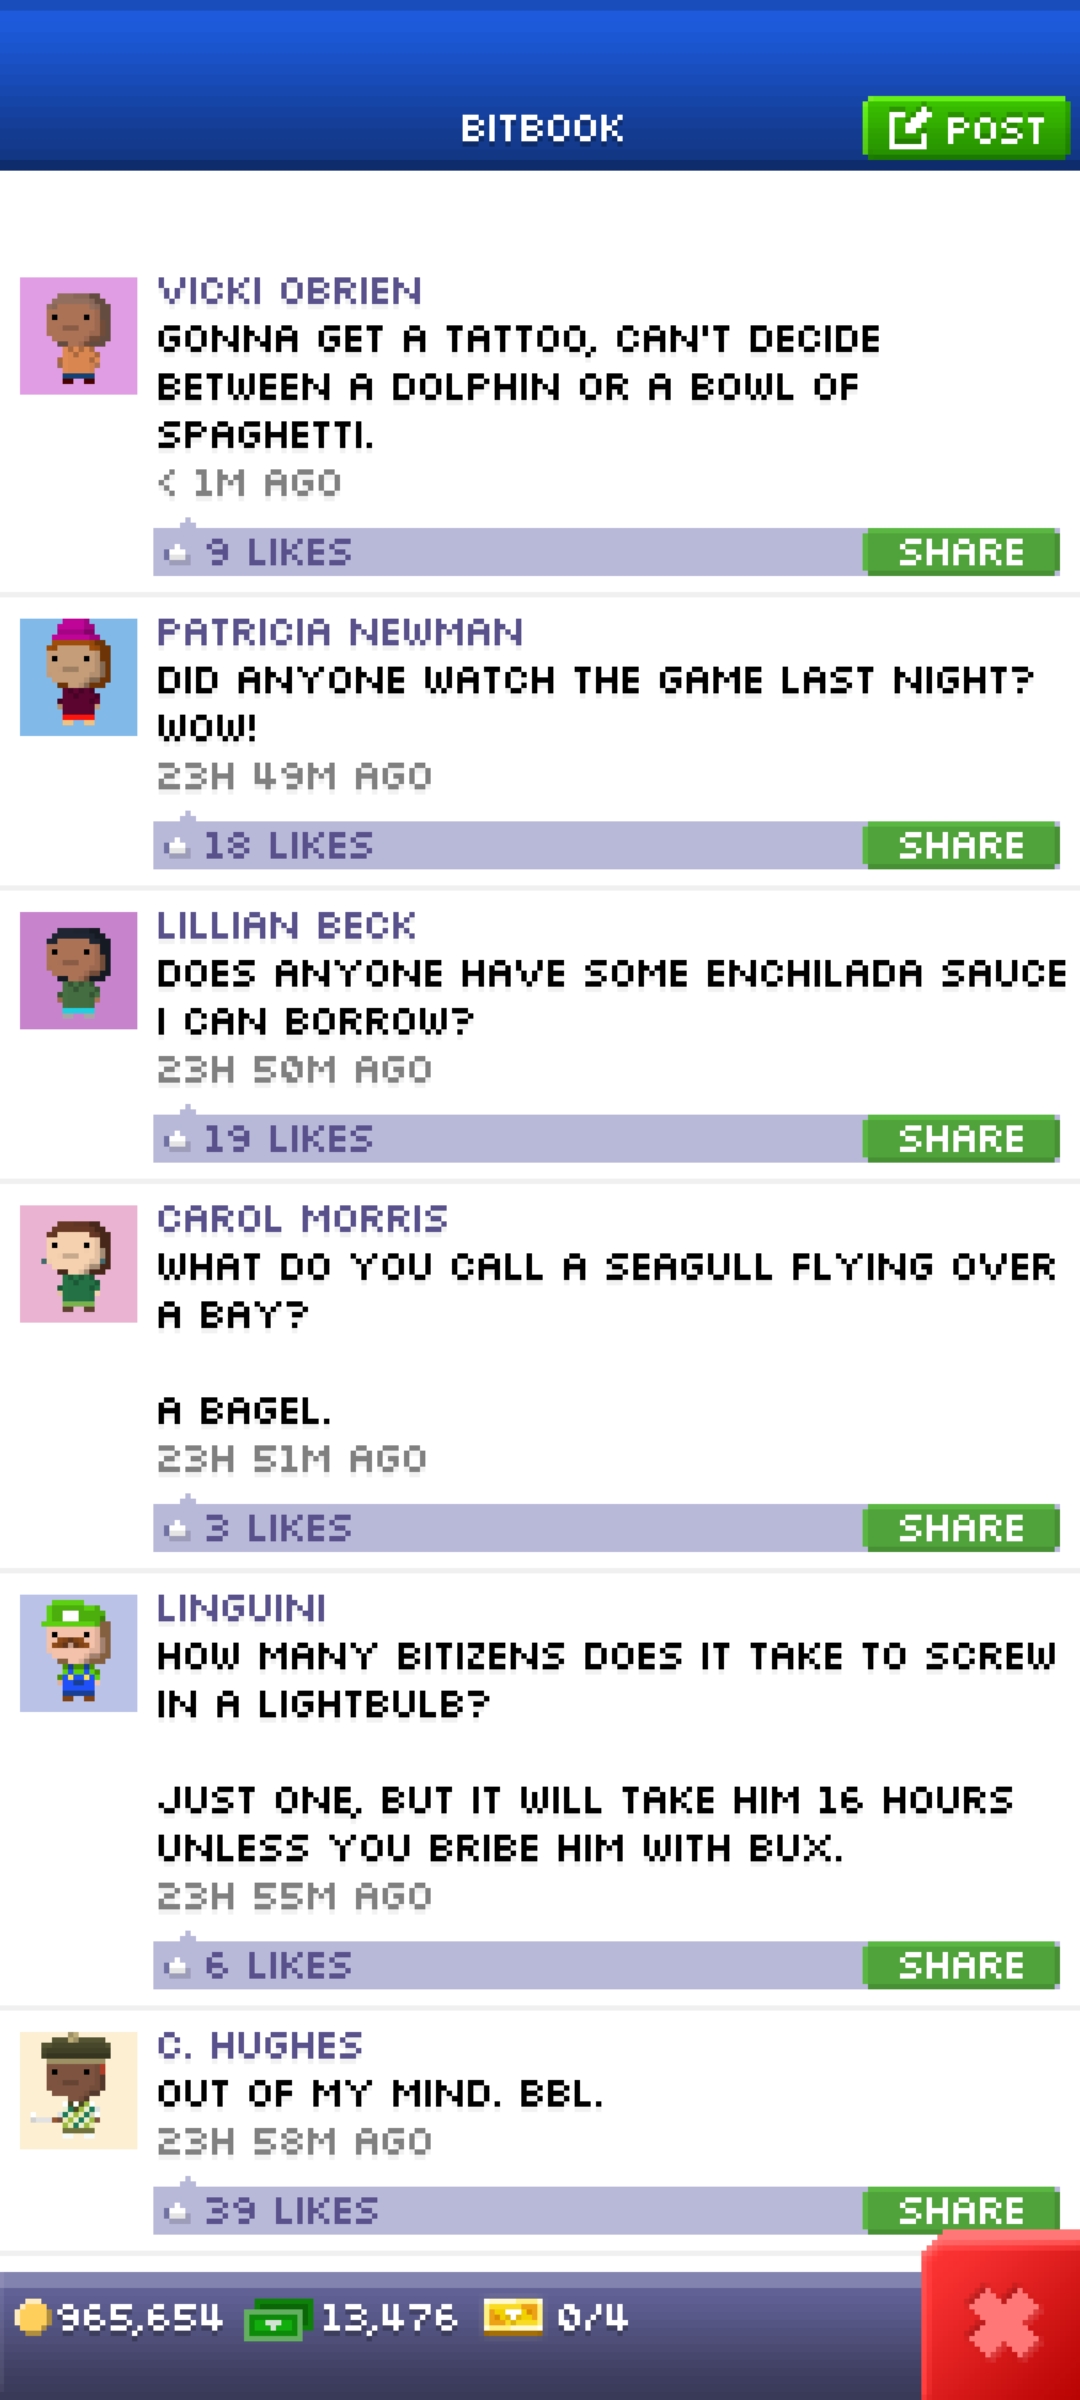 BITBOOK
POST
VICKI OBRIEN
GONNA GET A TATTOO, CAN'T DECIDE
BETWEEN A DOLPHIN OR A BOWL OF
SPAGHETTI.
< 1M AGO
9 LIKES
SHARE
PATRICIA NEWMAN
DID ANYONE WATCH THE GAME LAST NIGHT?
WOW!
23H 49M AGO
18 LIKES
SHARE
LILLIAN BECK
DOES ANYONE HAVE SOME ENCHILADA SAUCE
I CAN BORROW?
23H 50M AGO
19 LIKES
SHARE
CAROL MORRIS
WHAT DO YOU CALL A SEAGULL FLYING OVER
A BAY?
A BAGEL.
23H 51M AGO
3 LIKES
SHARE
LINGUINI
HOW MANY BITIZENS DOES IT TAKE TO SCREW
IN A LIGHTBULB?
JUST ONE, BUT IT WILL TAKE HIM 16 HOURS
UNLESS YOU BRIBE HIM WITH BUX.
23H 55M AGO
6 LIKES
SHARE
C. HUGHES
OUT OF MY MIND. BBL.
23H 58M AGO
39 LIKES
SHARE
965,654 13,476 0/4